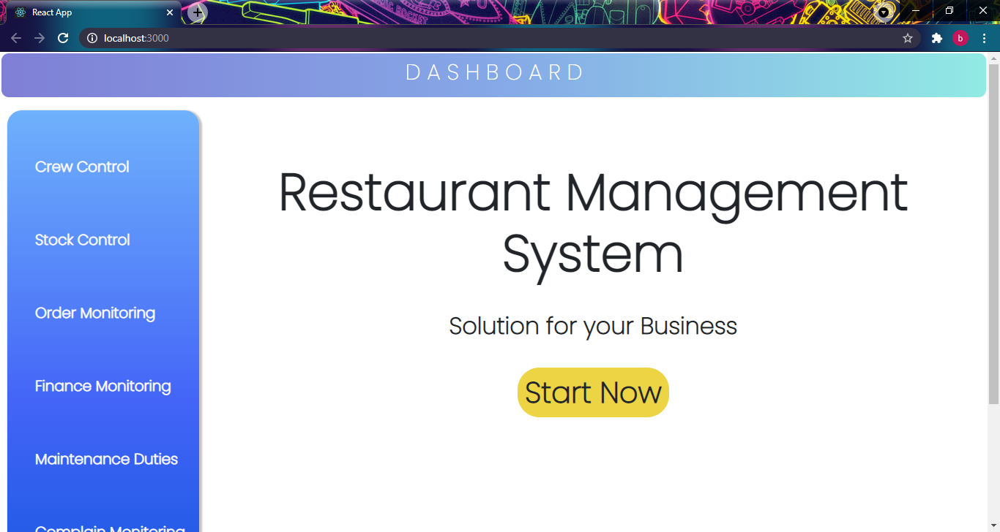 React App
localhost:3000
b
DASHBOARD
Crew Control
Stock Control
Order Monitoring
Finance Monitoring
Maintenance Duties
Complain Monitoring
Restaurant Management
System
Solution for your Business
Start Now